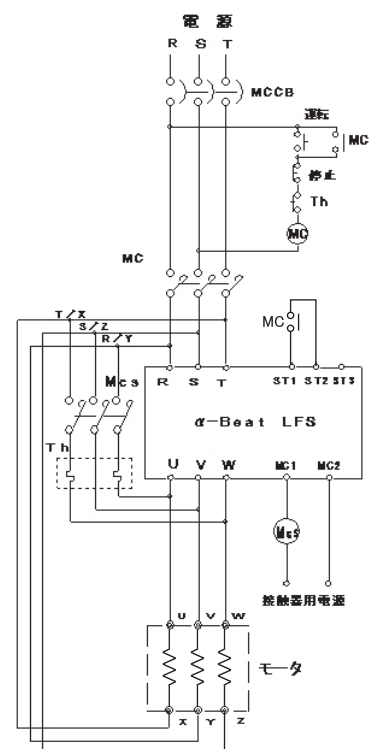 電 源
R S T
MCCB
運転
MC
停止
Th
MC
MC
T/X
S/Z
R/Y
MC
Mcs
R S T
ST1 ST2 ST3
α-Beat LFS
Th
U V W
MC1 MC2
Mcs
接触器用電源
U V W
モータ
X Y Z